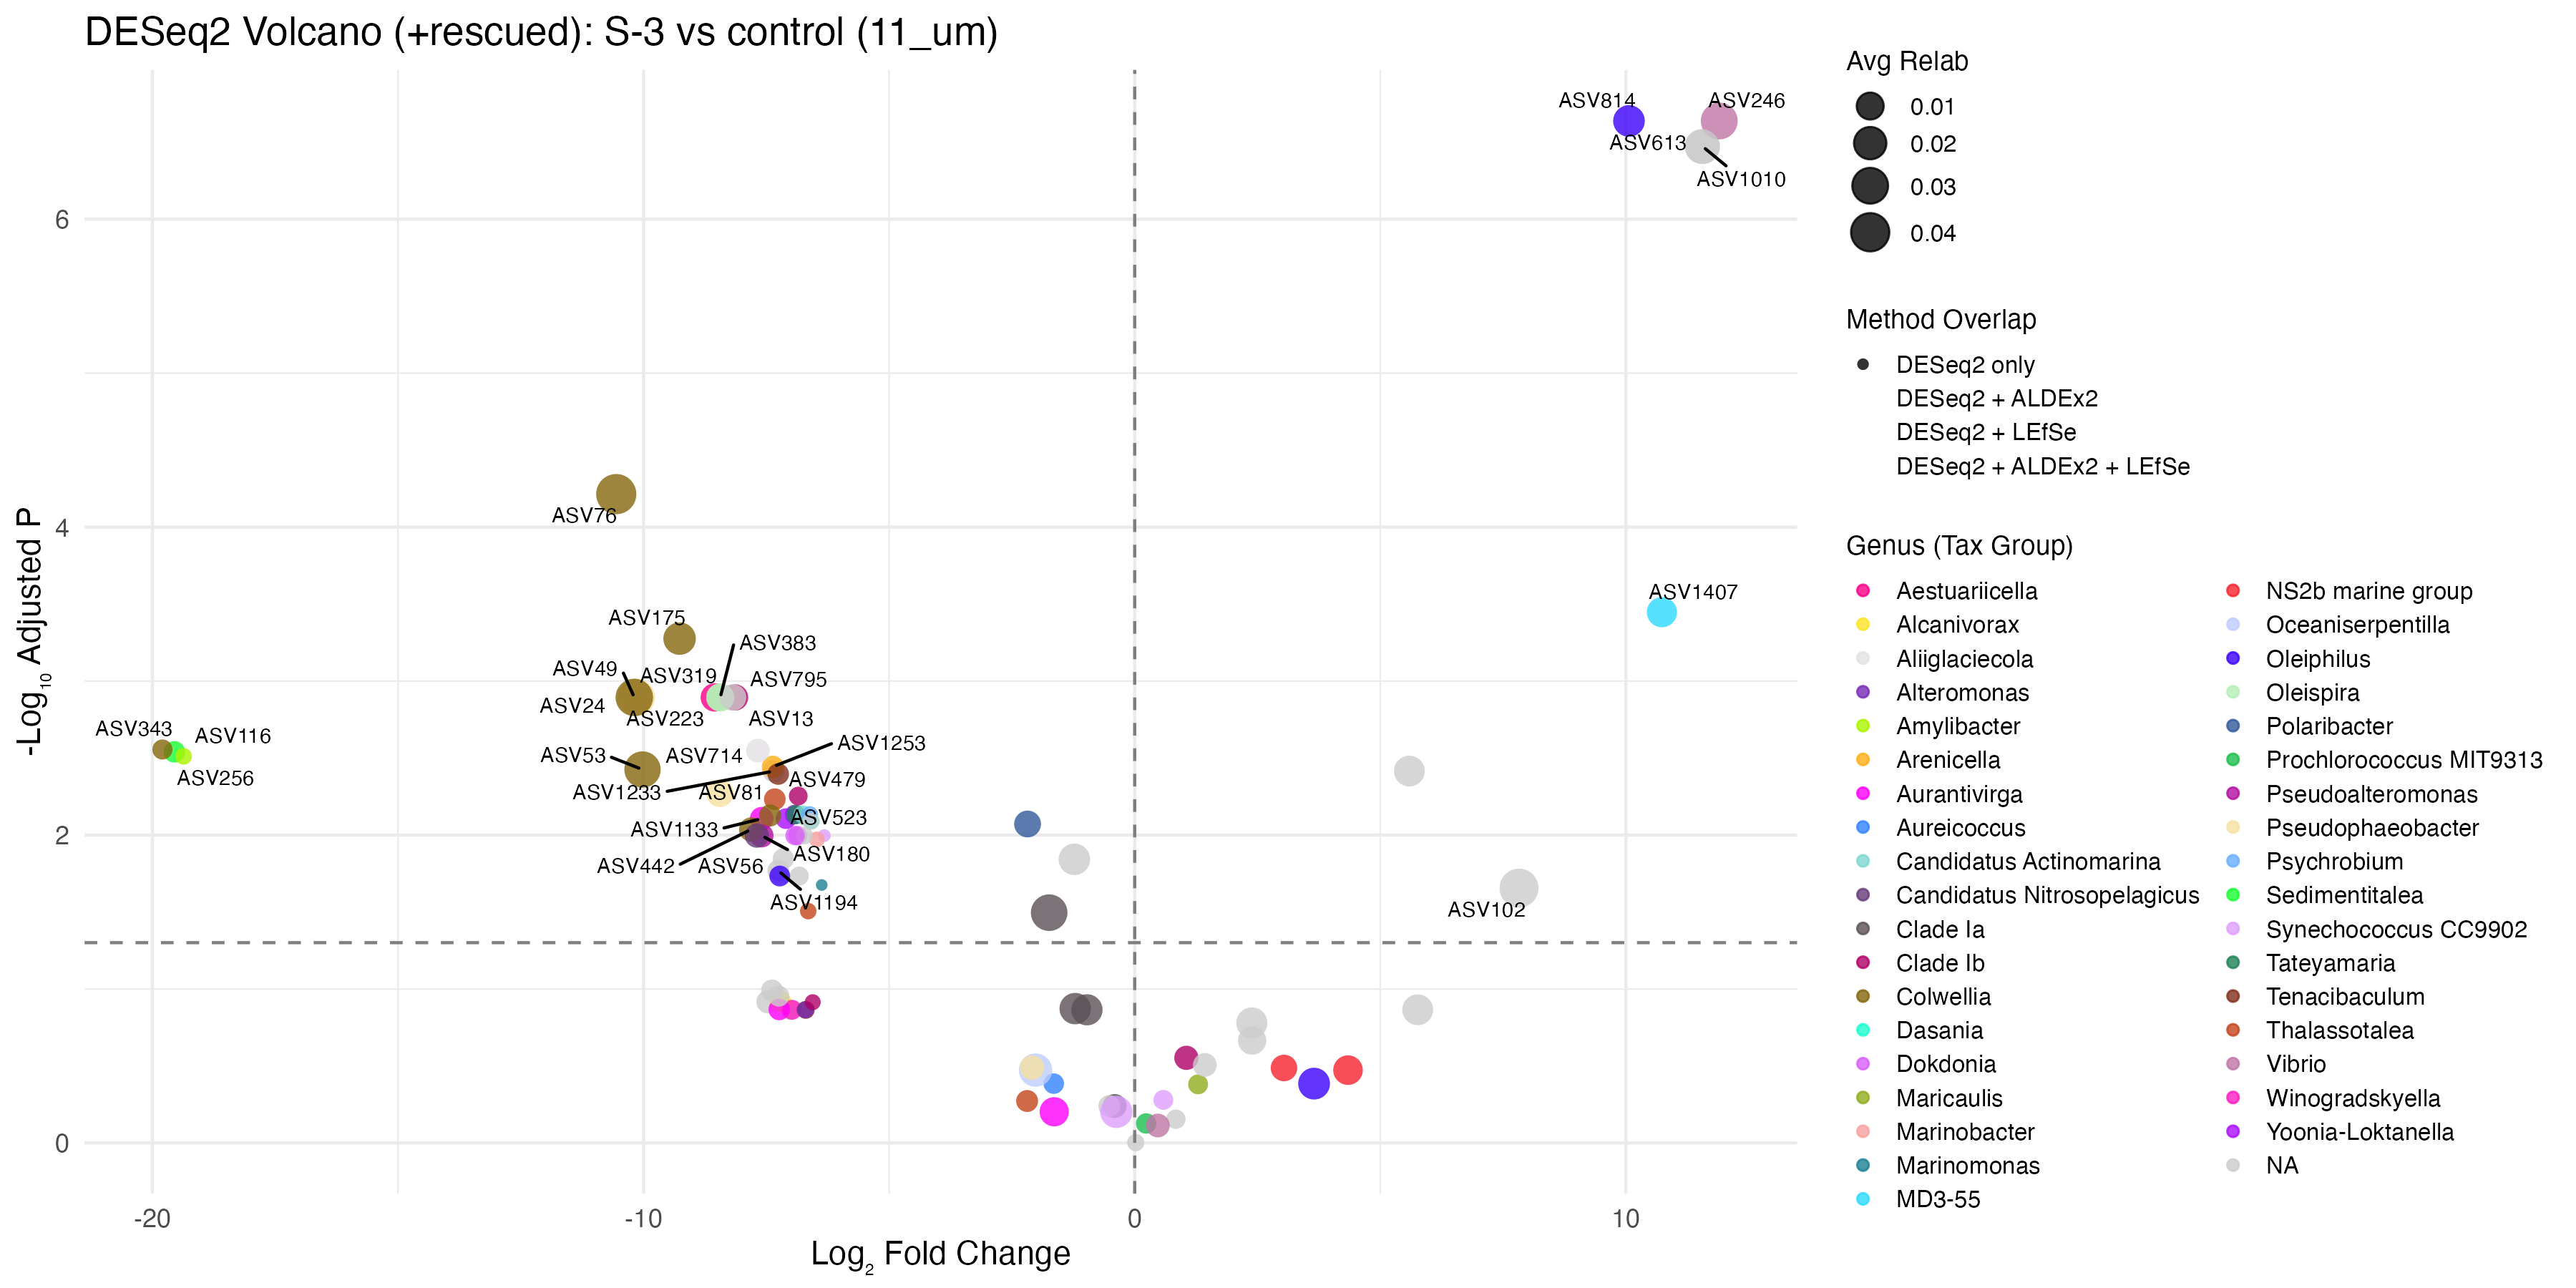 DESeq2 Volcano (+rescued): S-3 vs control (11_um)
-Log10 Adjusted P
6
4
2
0
-20
-10
0
10
Log2 Fold Change
ASV814
ASV246
ASV613
ASV1010
ASV76
ASV1407
ASV175
ASV383
ASV49
ASV319
ASV795
ASV24
ASV223
ASV13
ASV343
ASV116
ASV256
ASV53
ASV714
ASV1253
ASV1233
ASV81
ASV479
ASV1133
ASV523
ASV442
ASV56
ASV180
ASV1194
ASV102
Avg Relab
0.01
0.02
0.03
0.04
Method Overlap
DESeq2 only
DESeq2 + ALDEx2
DESeq2 + LEfSe
DESeq2 + ALDEx2 + LEfSe
Genus (Tax Group)
Aestuariicella
Alcanivorax
Aliiglaciecola
Alteromonas
Amylibacter
Arenicella
Aurantivirga
Aureicoccus
Candidatus Actinomarina
Candidatus Nitrosopelagicus
Clade Ia
Clade Ib
Colwellia
Dasania
Dokdonia
Maricaulis
Marinobacter
Marinomonas
MD3-55
NS2b marine group
Oceaniserpentilla
Oleiphilus
Oleispira
Polaribacter
Prochlorococcus MIT9313
Pseudoalteromonas
Pseudophaeobacter
Psychrobium
Sedimentitalea
Synechococcus CC9902
Tateyamaria
Tenacibaculum
Thalassotalea
Vibrio
Winogradskyella
Yoonia-Loktanella
NA